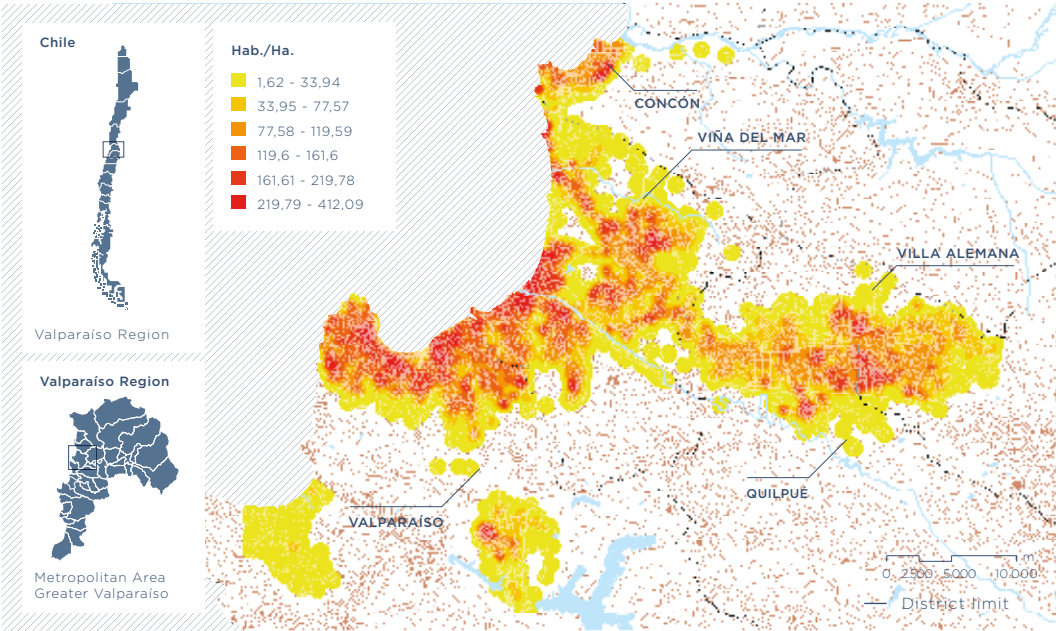 Chile
Valparaíso Region
Valparaíso Region
Metropolitan Area
Greater Valparaíso
Hab./Ha.
1,62 - 33,94
33,95 - 77,57
77,58 - 119,59
119,6 - 161,6
161,61 - 219,78
219,79 - 412,09
CONCÓN
VIÑA DEL MAR
VILLA ALEMANA
QUILPUÉ
VALPARAÍSO
m
0 2500 5000 10.000
District limit